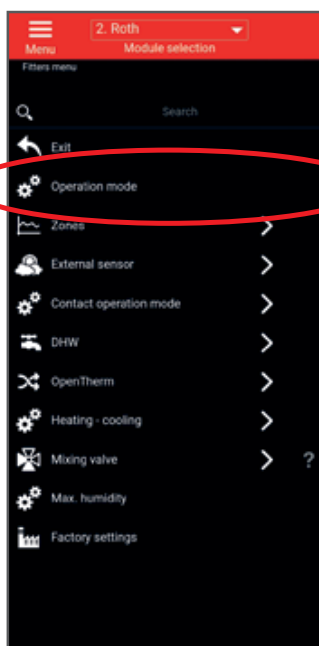 2. Roth
Menu
Module selection
Fitters menu
Search
Exit
Operation mode
Zones
External sensor
Contact operation mode
DHW
OpenTherm
Heating - cooling
Mixing valve
?
Max. humidity
Factory settings